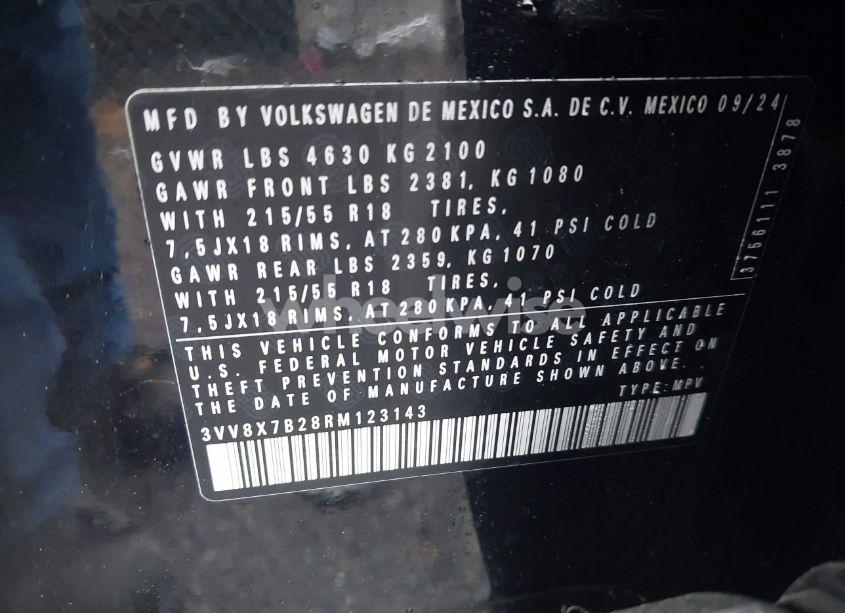 MFD BY VOLKSWAGEN DE MEXICO S.A. DE C.V. MEXICO 09/24
GVWR LBS 4630 KG 2100
GAWR FRONT LBS 2381, KG 1080
WITH 215/55 R18 TIRES,
7,5JX18 RIMS, AT 280 KPA, 41 PSI COLD
GAWR REAR LBS 2359, KG 1070
WITH 215/55 R18 TIRES,
7,5JX18 RIMS, AT 280KPA, 41 PSI COLD
THIS VEHICLE CONFORMS TO ALL APPLICABLE
U.S. FEDERAL MOTOR VEHICLE SAFETY AND
THEFT PREVENTION STANDARDS IN EFFECT ON
THE DATE OF MANUFACTURE SHOWN ABOVE.
TYPE: MPV
3VV8X7B28RM123143
3756111 3878
wheelwise